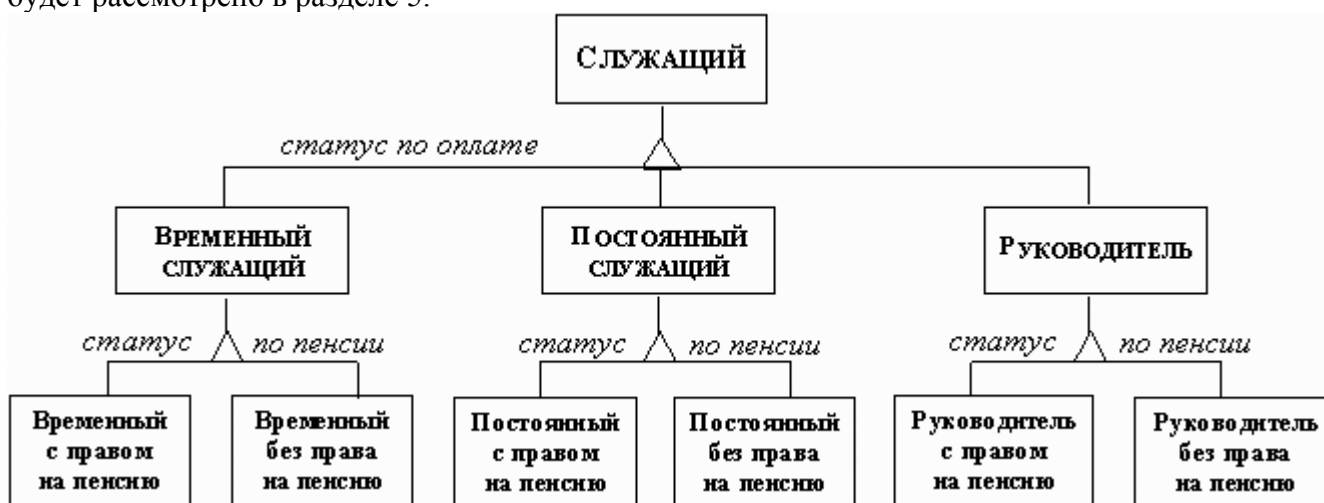 будет рассмотрено в разделе 5.
СЛУЖАЩИЙ
статус по оплате
ВРЕМЕННЫЙ
СЛУЖАЩИЙ
ПОСТОЯННЫЙ
СЛУЖАЩИЙ
РУКОВОДИТЕЛЬ
статус по пенсии
статус по пенсии
статус по пенсии
Временный
с правом
на пенсию
Временный
без права
на пенсию
Постоянный
с правом
на пенсию
Постоянный
без права
на пенсию
Руководитель
с правом
на пенсию
Руководитель
без права
на пенсию